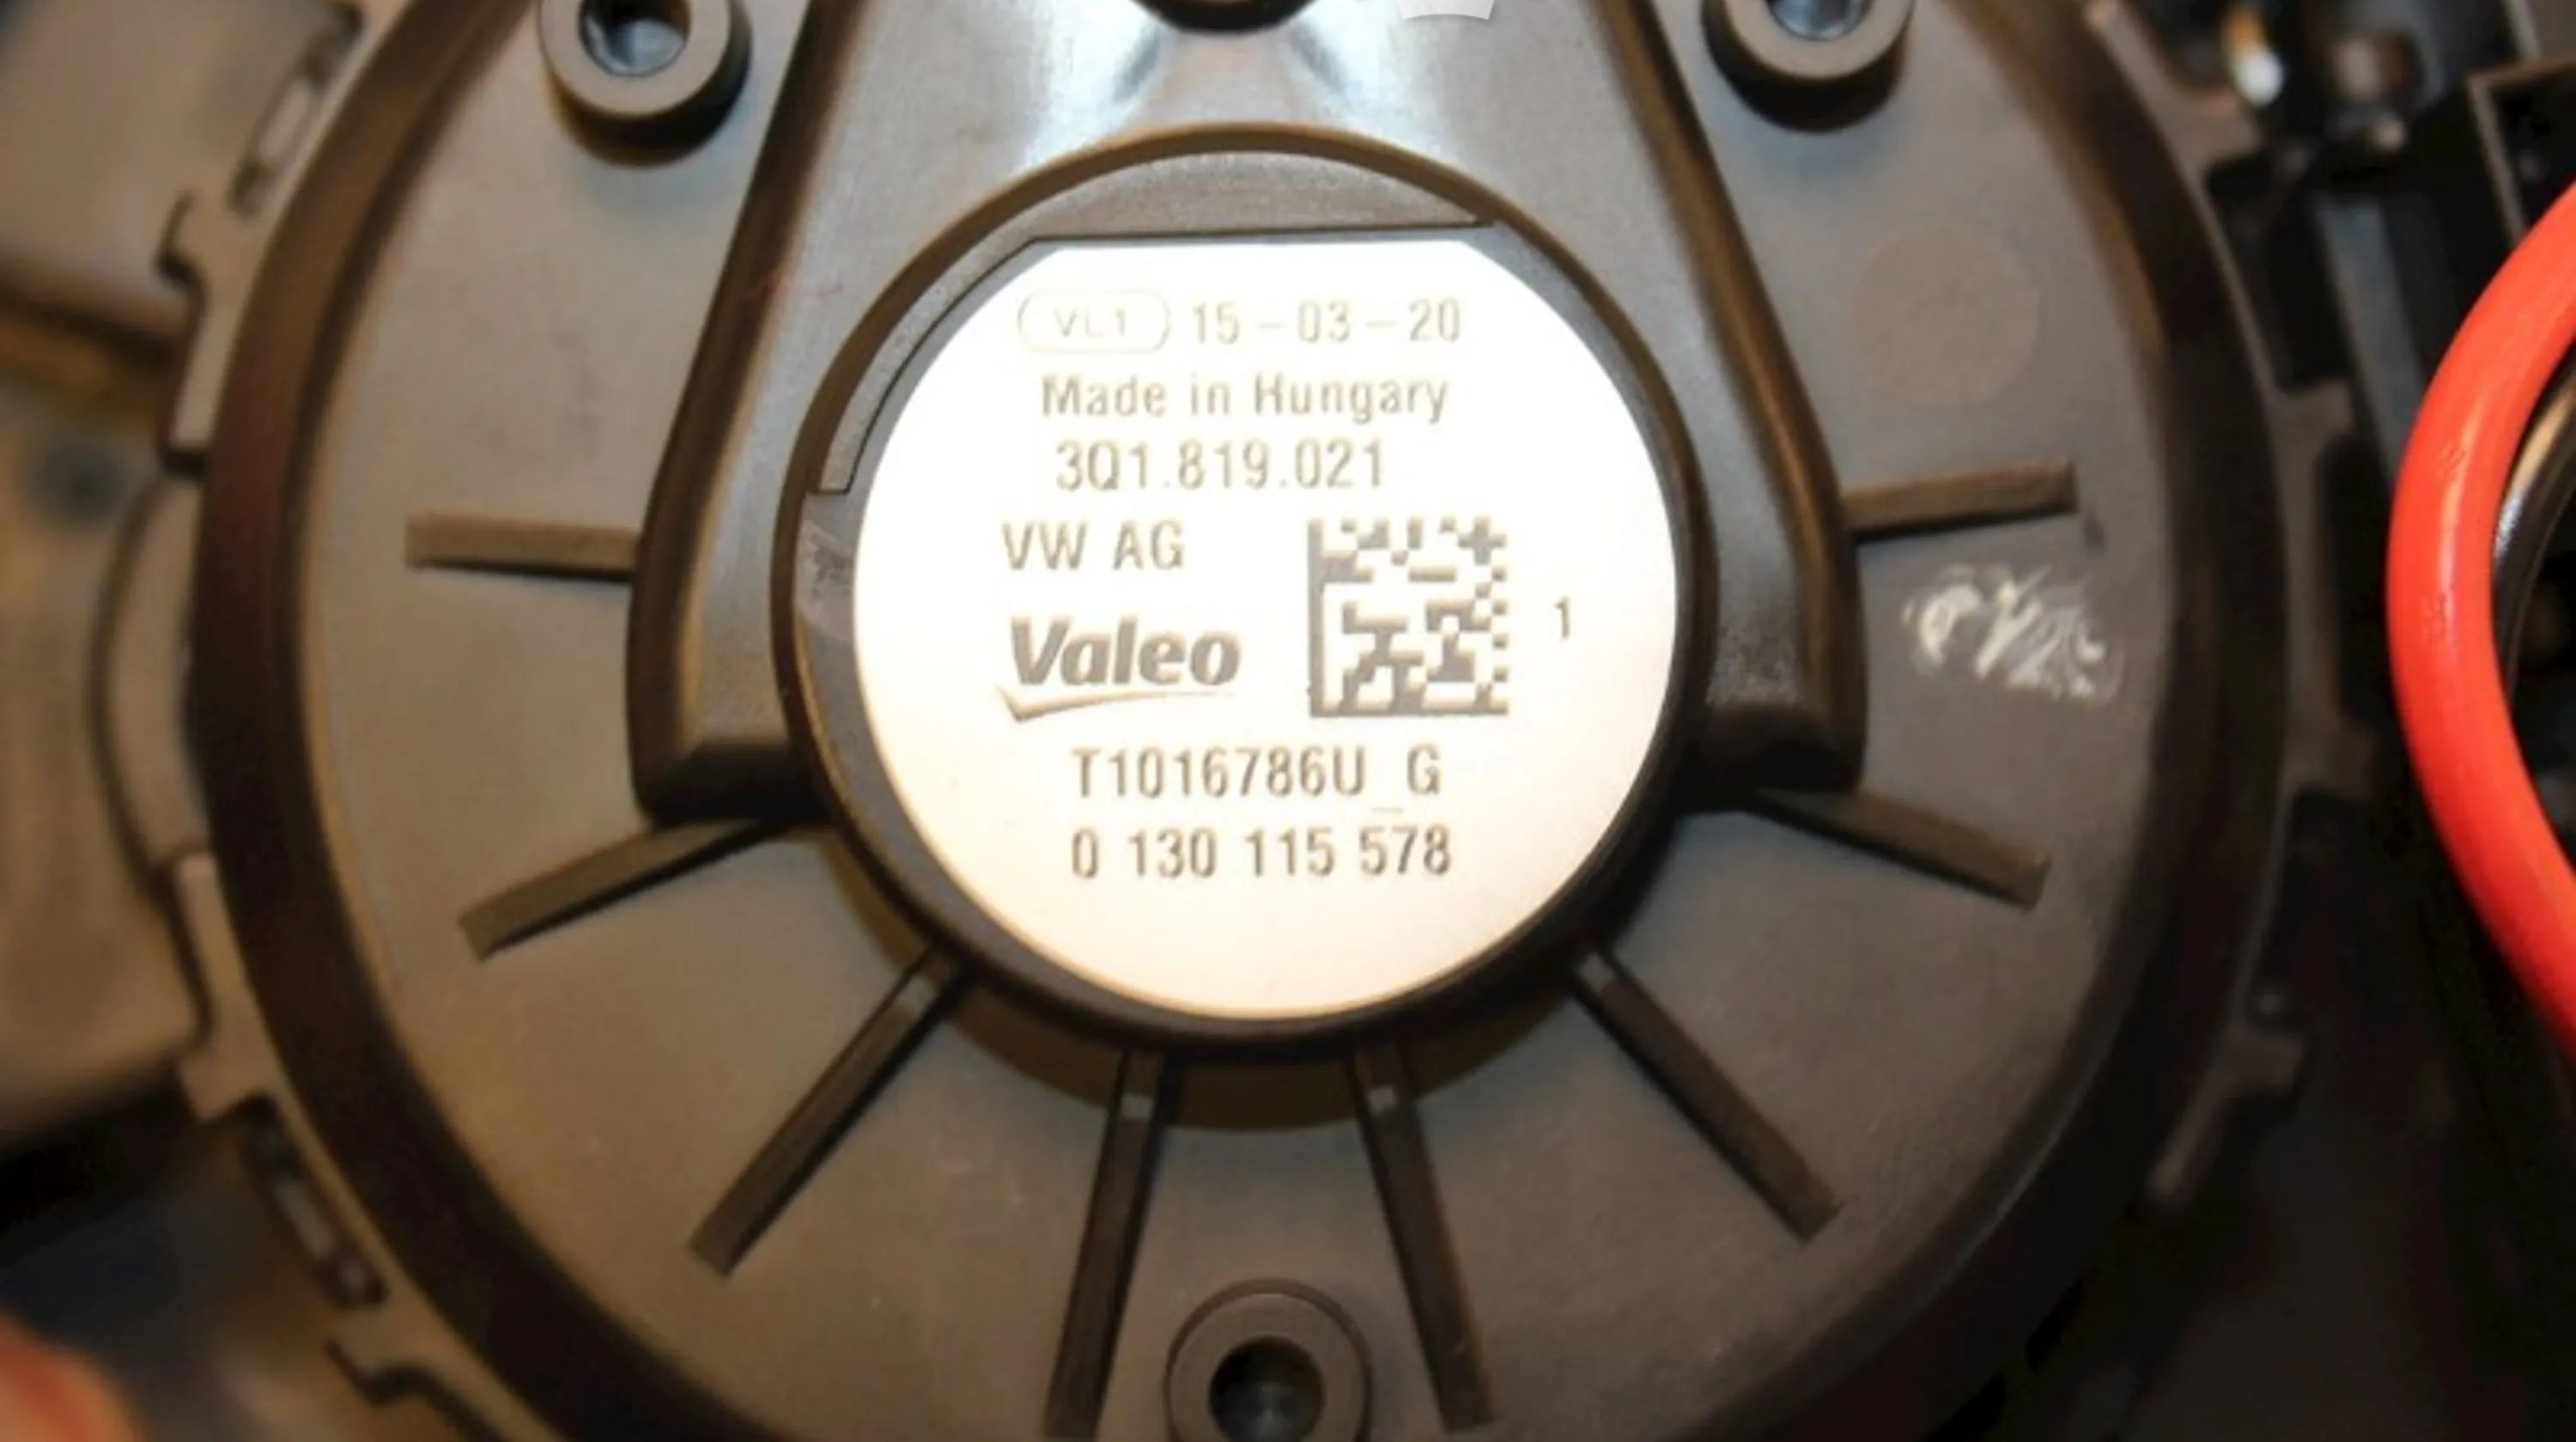 VL1 15-03-20
Made in Hungary
3Q1.819.021
VW AG
Valeo
1
T1016786U_G
0 130 115 578